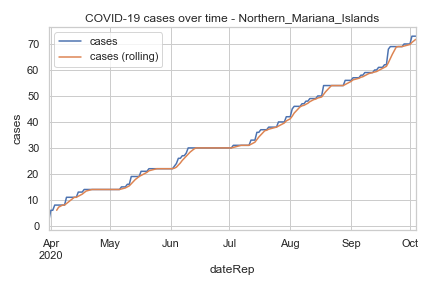 COVID-19 cases over time - Northern_Mariana_Islands
cases
cases (rolling)
cases
70
60
50
40
30
20
10
0
Apr
2020
May
Jun
Jul
Aug
Sep
Oct
dateRep